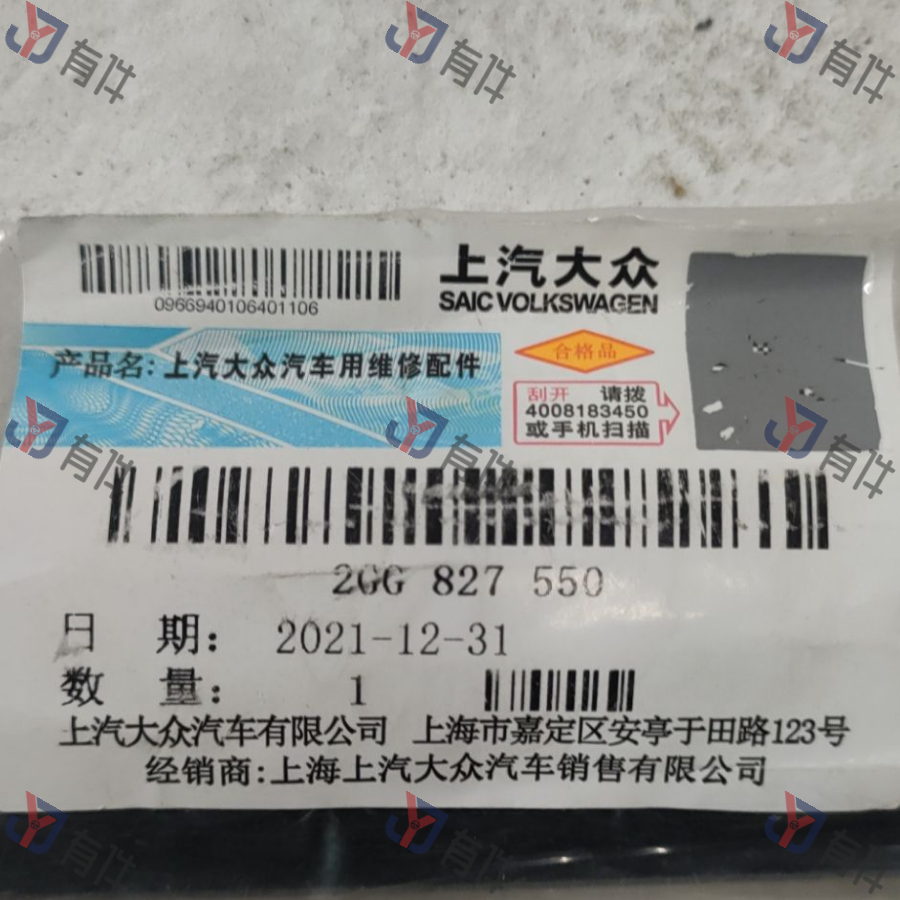 有件 有件 有件
上汽大众
SAIC VOLKSWAGEN
0966940106401106
产品名: 上汽大众汽车用维修配件
合格品
刮开 请拨
4008183450
或手机扫描
有件 有件 有件
2GG 827 550
日 期: 2021-12-31
数 量: 1
上汽大众汽车有限公司 上海市嘉定区安亭于田路123号
经销商:上海上汽大众汽车销售有限公司
有件 有件 有件